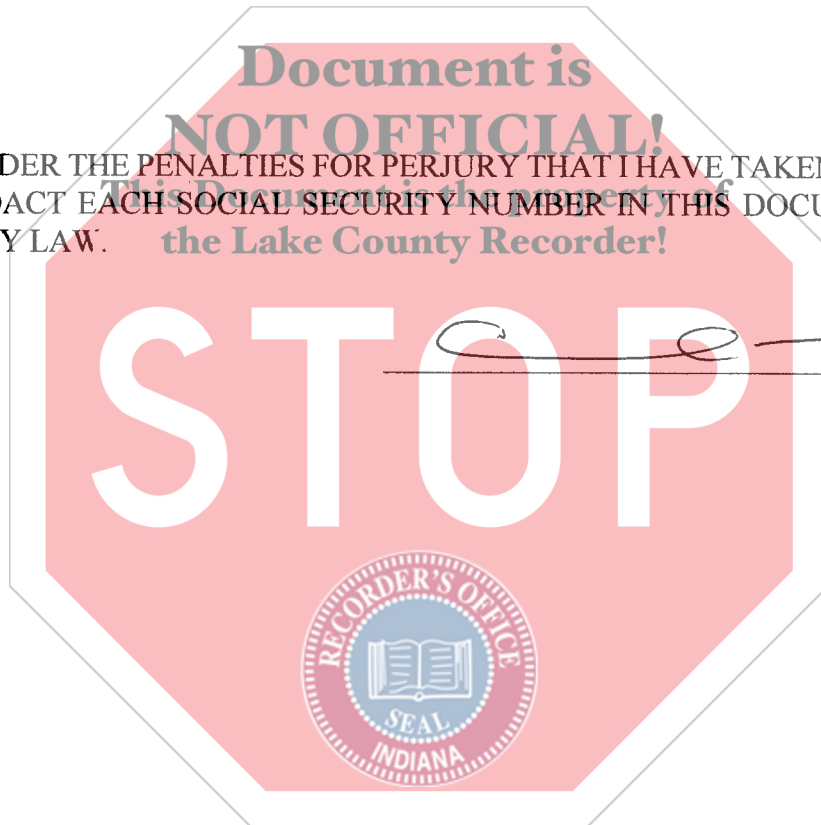 Document is
NOT OFFICIAL!
DER THE PENALTIES FOR PERJURY THAT I HAVE TAKEN
This Document is the property of
ACT EACH SOCIAL SECURITY NUMBER IN THIS DOCU
the Lake County Recorder!
Y LAW.
STOP
RECORDER'S OFFICE
SEAL
INDIANA